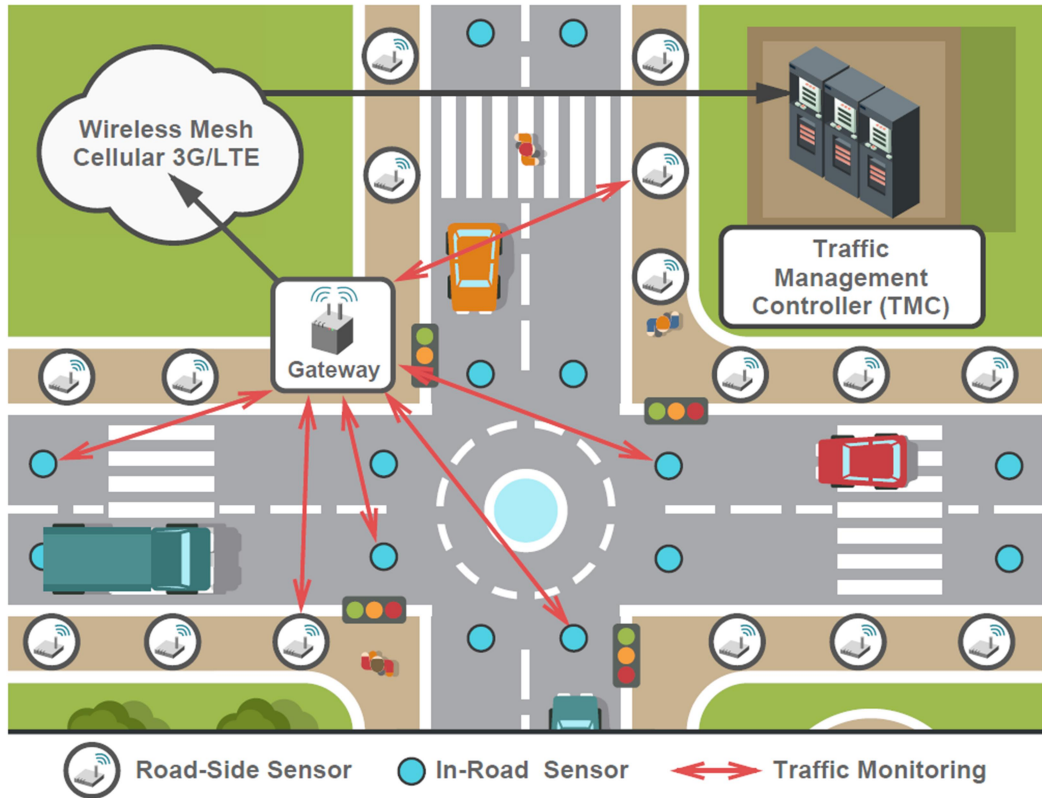 Wireless Mesh
Cellular 3G/LTE
Traffic
Management
Controller (TMC)
Gateway
Road-Side Sensor
In-Road Sensor
Traffic Monitoring